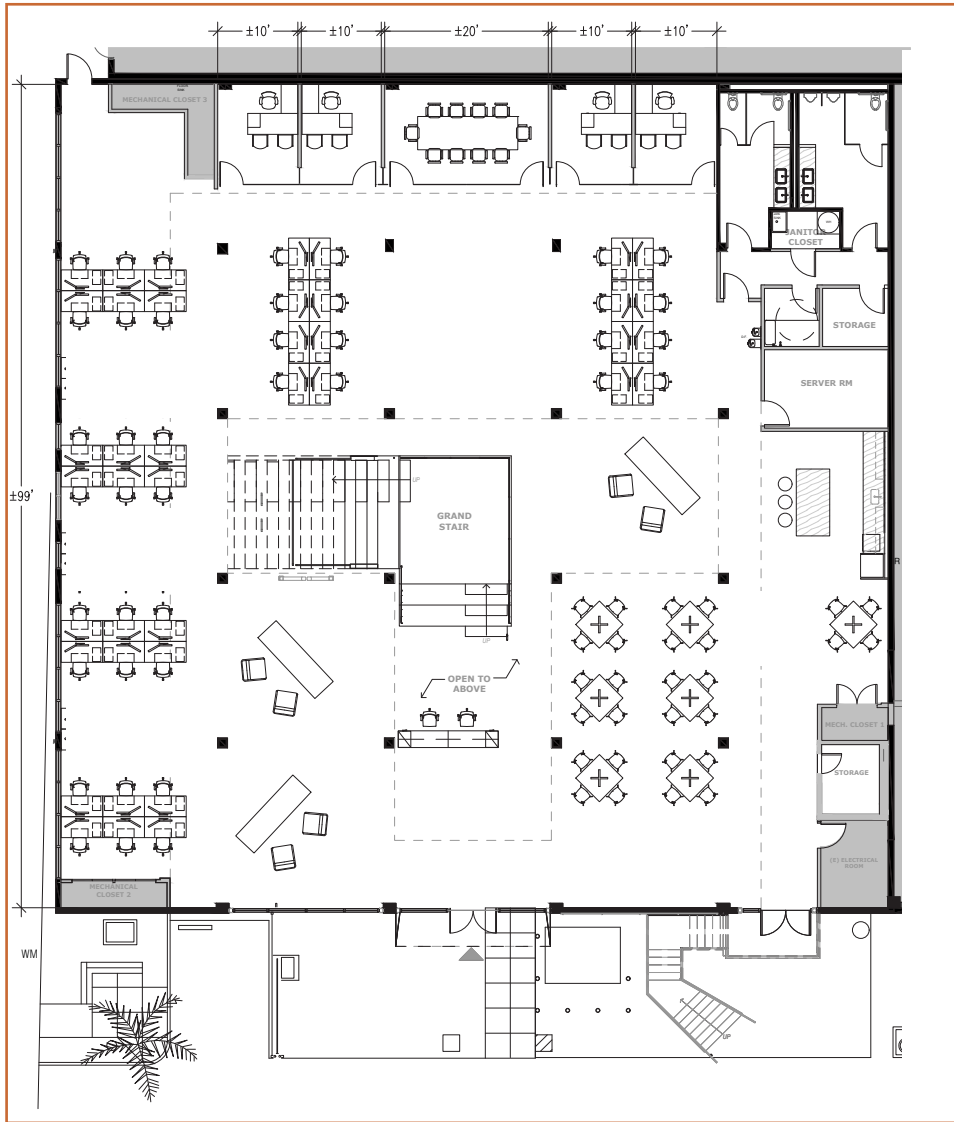 ±10'
±10'
±20'
±10'
±10'
MECHANICAL CLOSET 3
JANITOR
CLOSET
STORAGE
SERVER RM
±99'
UP
GRAND
STAIR
UP
OPEN TO
ABOVE
MECH. CLOSET 1
STORAGE
(E) ELECTRICAL
ROOM
MECHANICAL
CLOSET 2
WM
UP
R